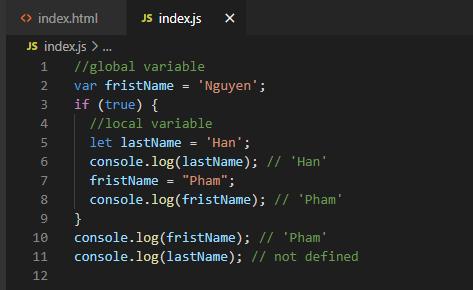 <> index.html JS index.js ×
JS index.js > ...
1 //global variable
2 var fristName = 'Nguyen';
3 if (true) {
4 //local variable
5 let lastName = 'Han';
6 console.log(lastName); // 'Han'
7 fristName = "Pham";
8 console.log(fristName); // 'Pham'
9 }
10 console.log(fristName); // 'Pham'
11 console.log(lastName); // not defined
12